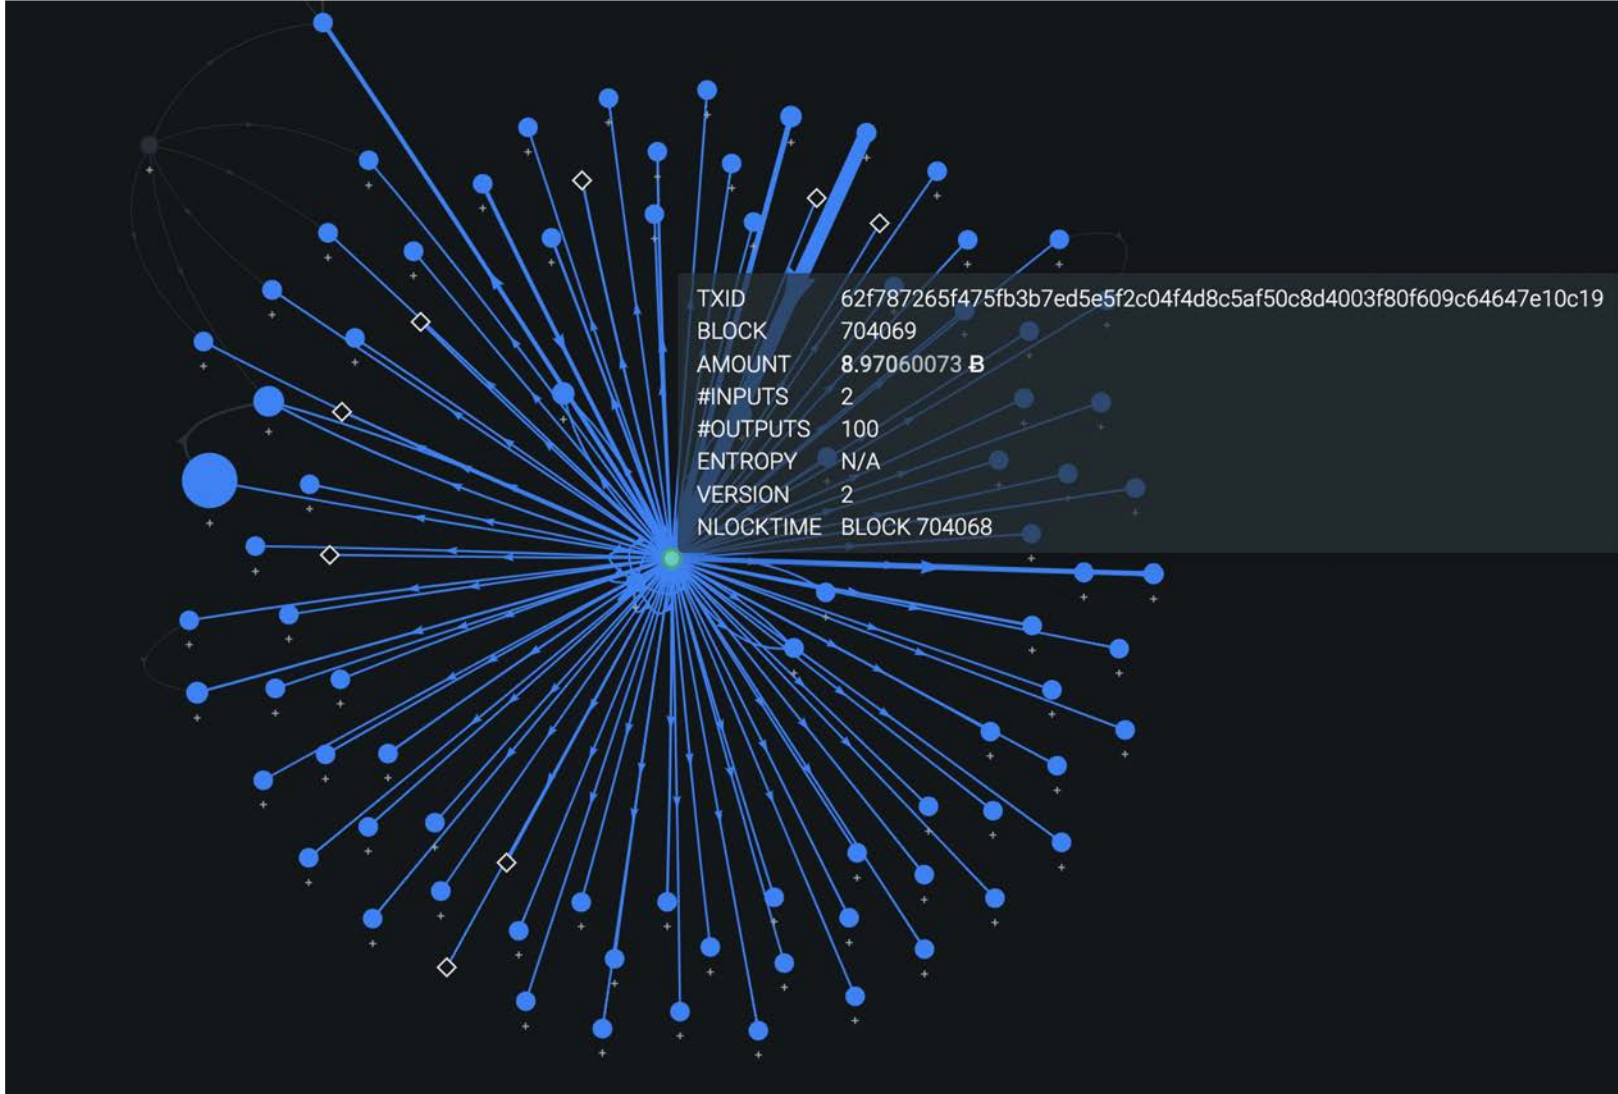 TXID 62f787265f475fb3b7ed5e5f2c04f4d8c5af50c8d4003f80f609c64647e10c19
BLOCK 704069
AMOUNT 8.97060073 Ƀ
#INPUTS 2
#OUTPUTS 100
ENTROPY N/A
VERSION 2
NLOCKTIME BLOCK 704068